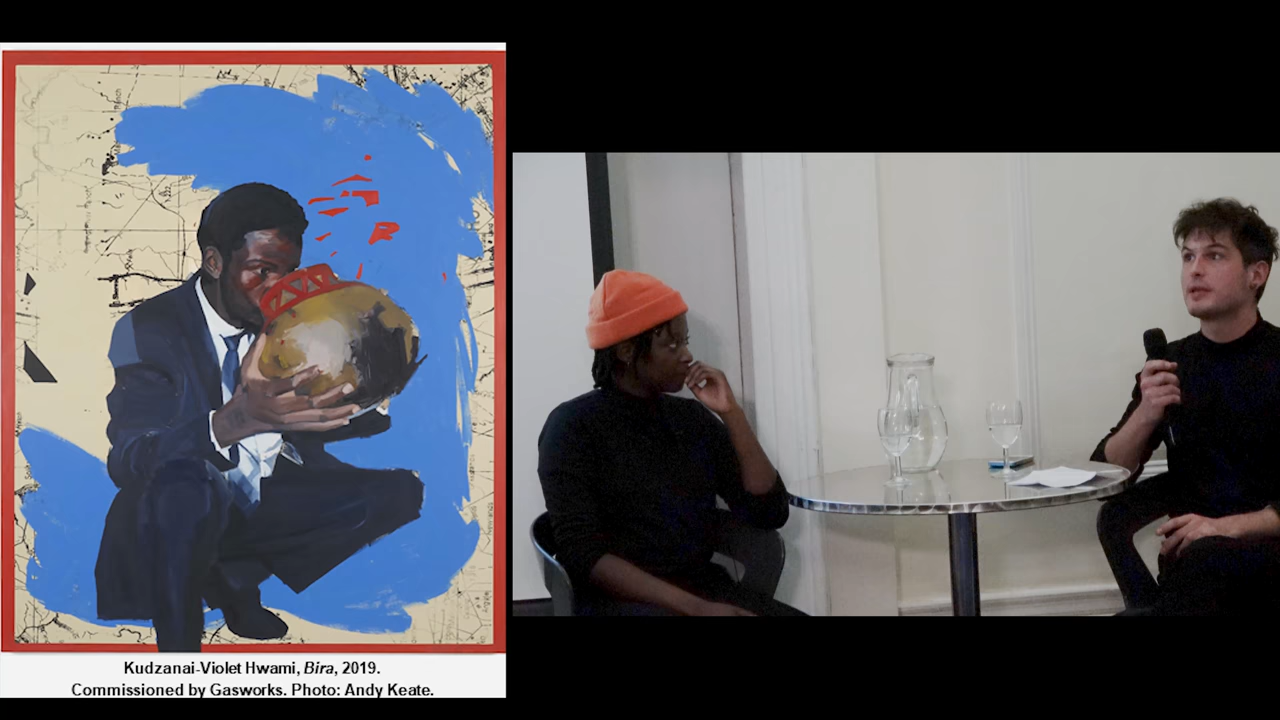 Kudzanai-Violet Hwami, Bira, 2019.
Commissioned by Gasworks. Photo: Andy Keate.